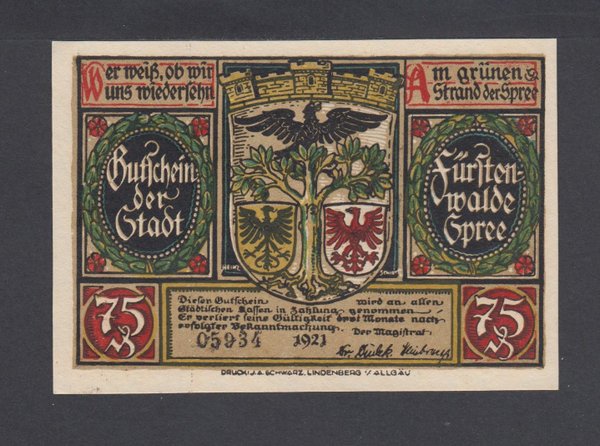 Wer weiß, ob wir
uns wiedersehn
Am grünen
Strand der Spree
Gutschein
der
Stadt
Fürsten-
walde
Spree
75
75
Dieser Gutschein wird an allen
Städtischen Kassen in Zahlung genommen
Er verliert seine Gültigkeit drei Monate nach
erfolgter Bekanntmachung. Der Magistrat.
05934 1921
DRUCK: J.A. SCHWARZ. LINDENBERG i/ ALLGÄU